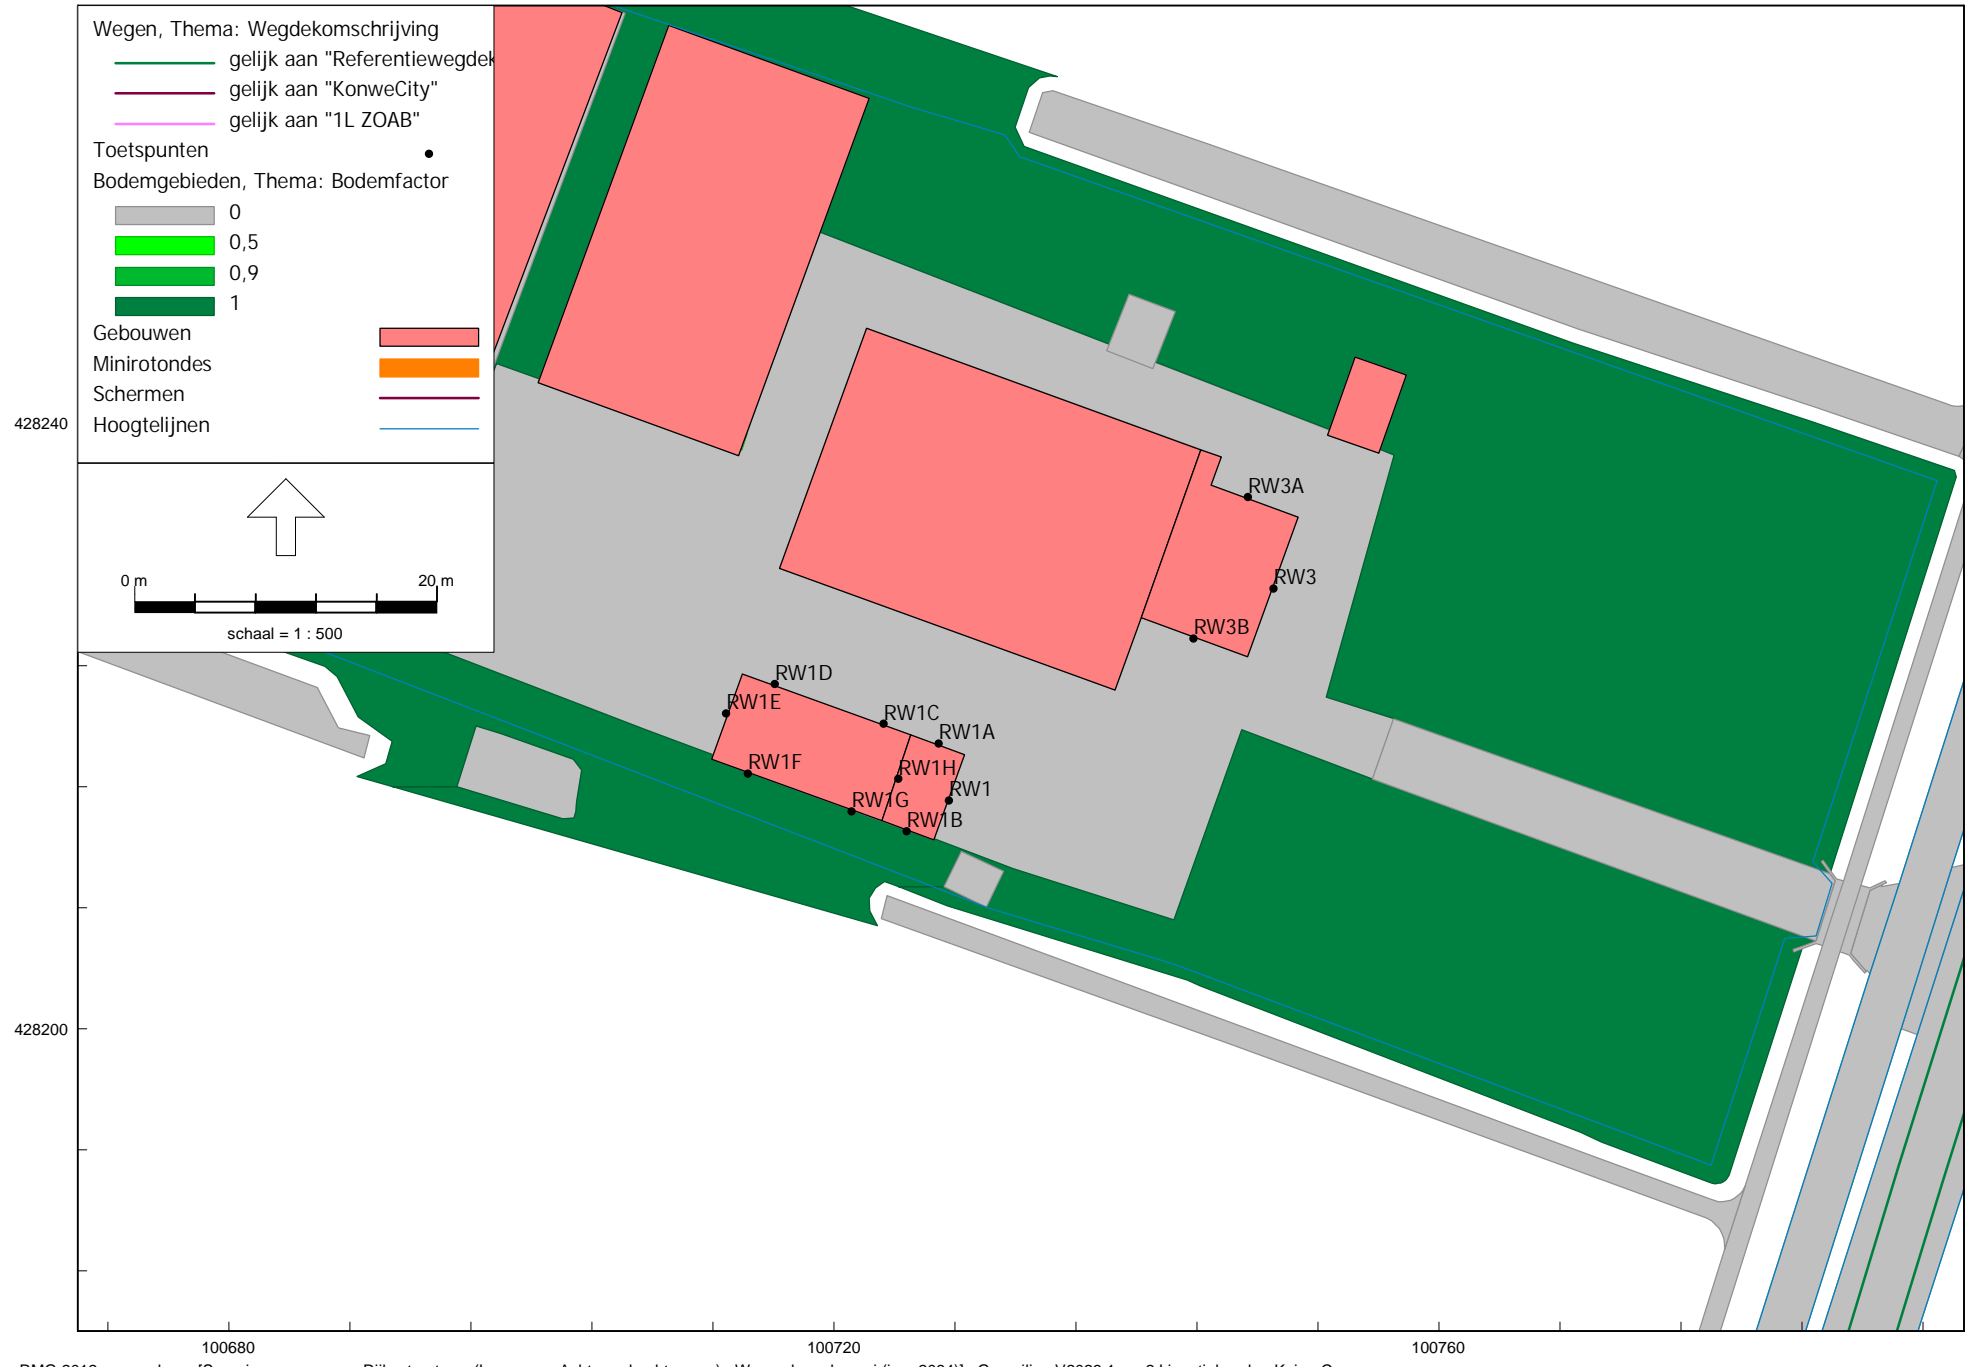 Wegen, Thema: Wegdekomschrijving
gelijk aan "Referentiewegdek
gelijk aan "KonweCity"
gelijk aan "1L ZOAB"
Toetspunten
Bodemgebieden, Thema: Bodemfactor
0
0,5
0,9
1
Gebouwen
Minirotondes
Schermen
Hoogtelijnen
428240
0 m 20 m
schaal = 1 : 500
RW3A
RW3
RW3B
RW1D
RW1E
RW1C
RW1A
RW1F
RW1H
RW1
RW1G
RW1B
428200
100680 100720 100760